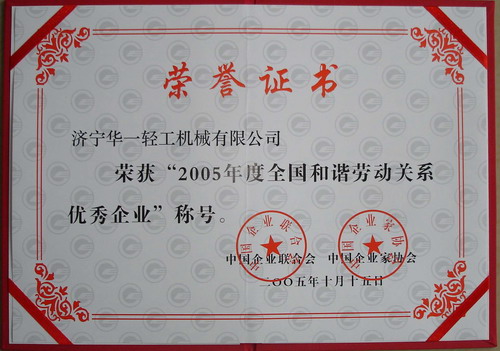 荣誉证书
济宁华一轻工机械有限公司
荣获“2005年度全国和谐劳动关系
优秀企业”称号。
中国企业联合会
中国企业家协会
中国企业联合会 中国企业家协会
二〇〇五年十月十五日